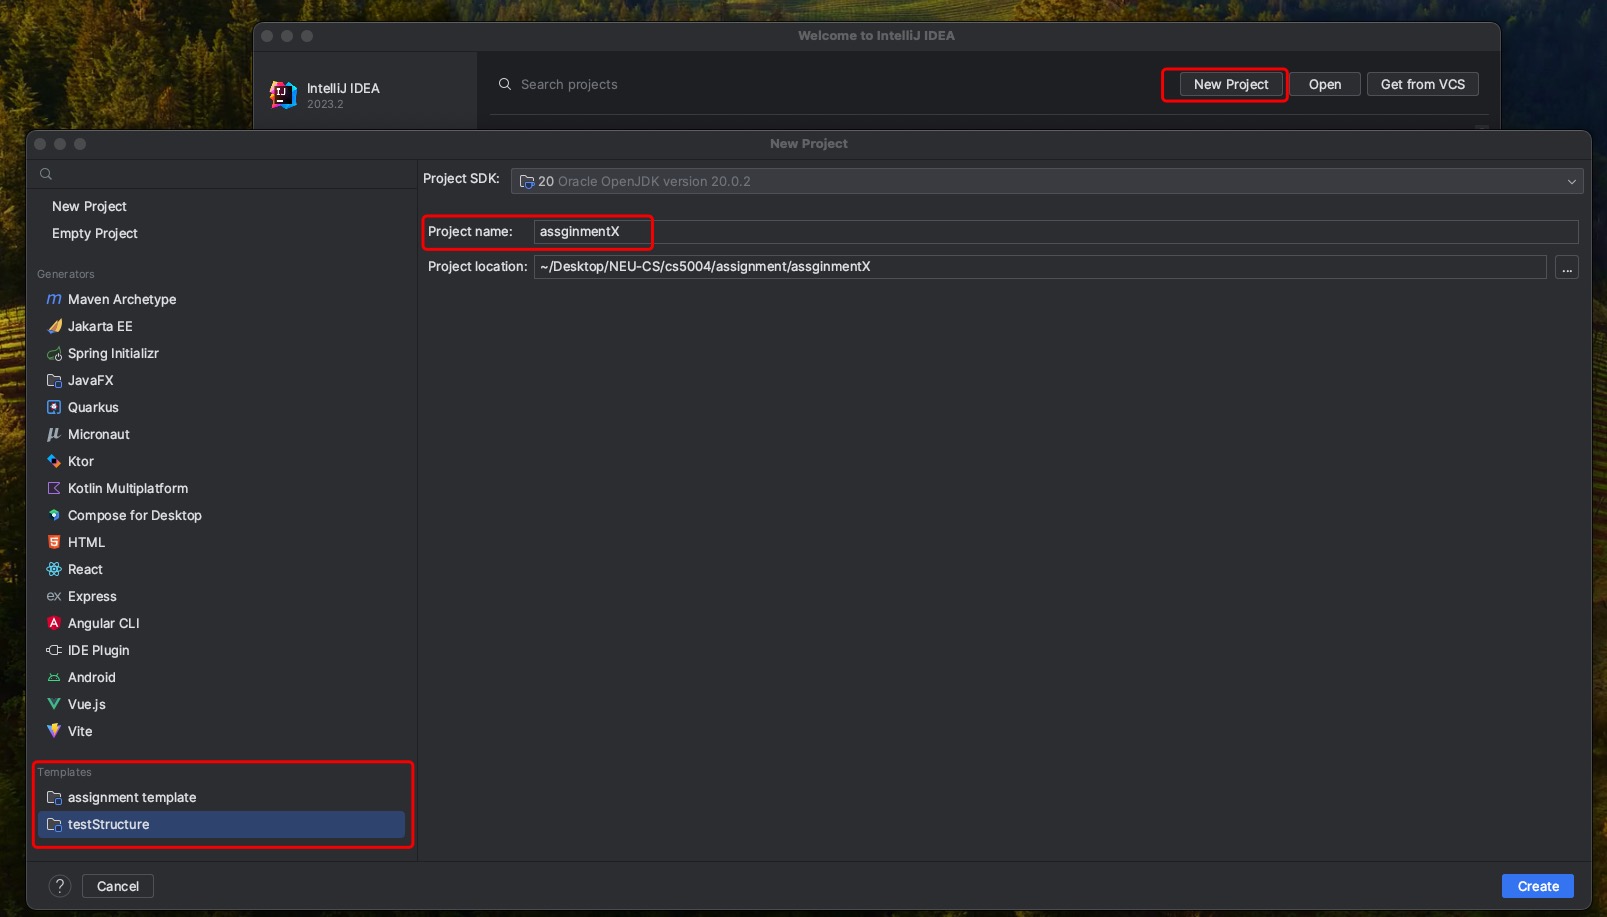 Welcome to IntelliJ IDEA
IntelliJ IDEA
2023.2
Search projects
New Project
Open
Get from VCS
New Project
Project SDK:
20 Oracle OpenJDK version 20.0.2
New Project
Empty Project
Project name:
assginmentX
Project location:
~/Desktop/NEU-CS/cs5004/assignment/assginmentX
...
Generators
Maven Archetype
Jakarta EE
Spring Initializr
JavaFX
Quarkus
Micronaut
Ktor
Kotlin Multiplatform
Compose for Desktop
HTML
React
ex Express
Angular CLI
IDE Plugin
Android
Vue.js
Vite
Templates
assignment template
testStructure
?
Cancel
Create